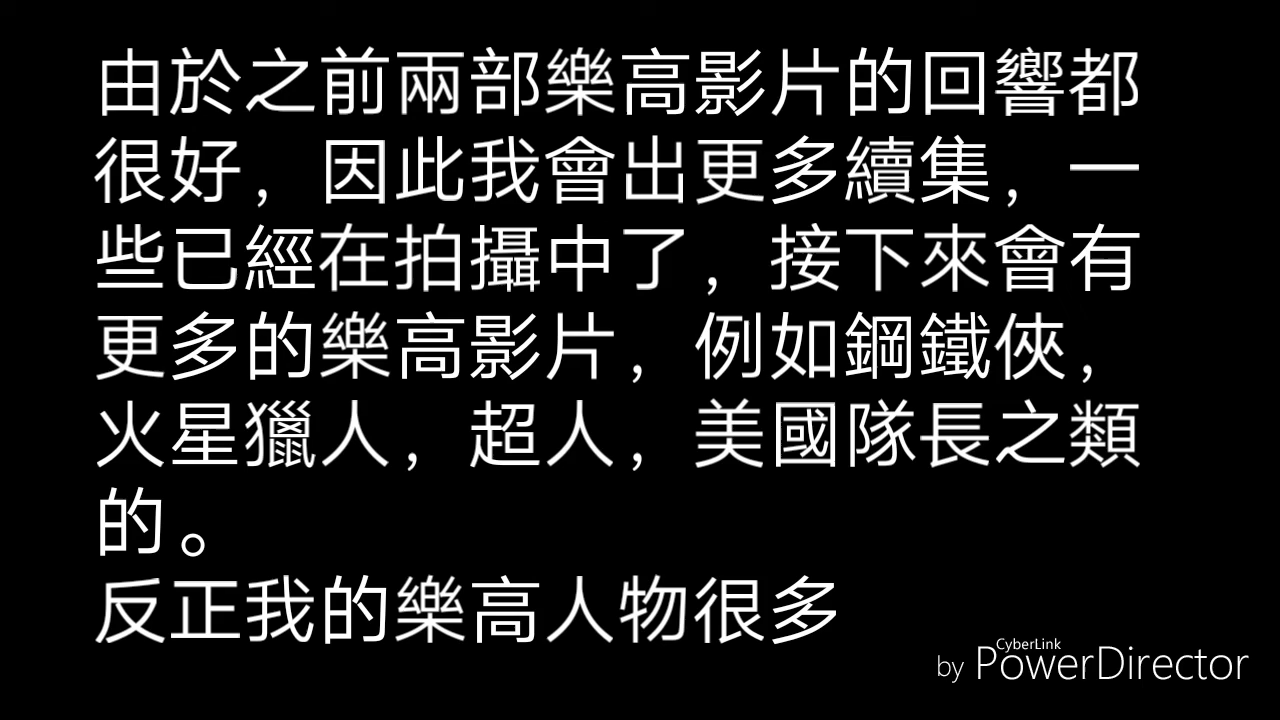 由於之前兩部樂高影片的回響都
很好，因此我會出更多續集，一
些已經在拍攝中了，接下來會有
更多的樂高影片，例如鋼鐵俠，
火星獵人，超人，美國隊長之類
的。
反正我的樂高人物很多
CyberLink
by PowerDirector